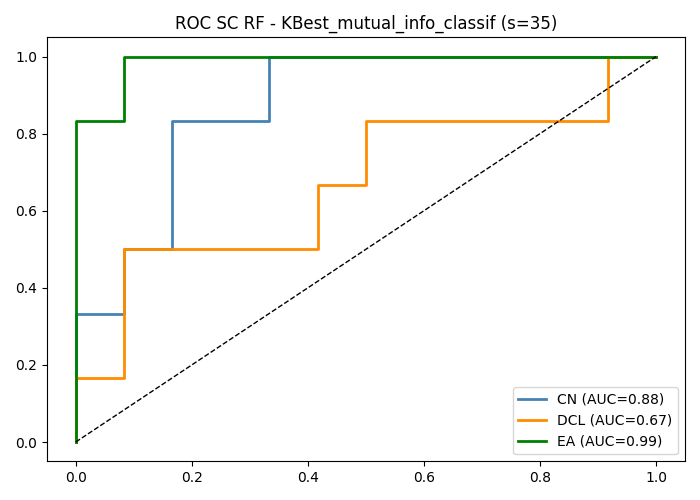 ROC SC RF - KBest_mutual_info_classif (s=35)
1.0
0.8
0.6
0.4
0.2
0.0
CN (AUC=0.88)
DCL (AUC=0.67)
EA (AUC=0.99)
0.0 0.2 0.4 0.6 0.8 1.0